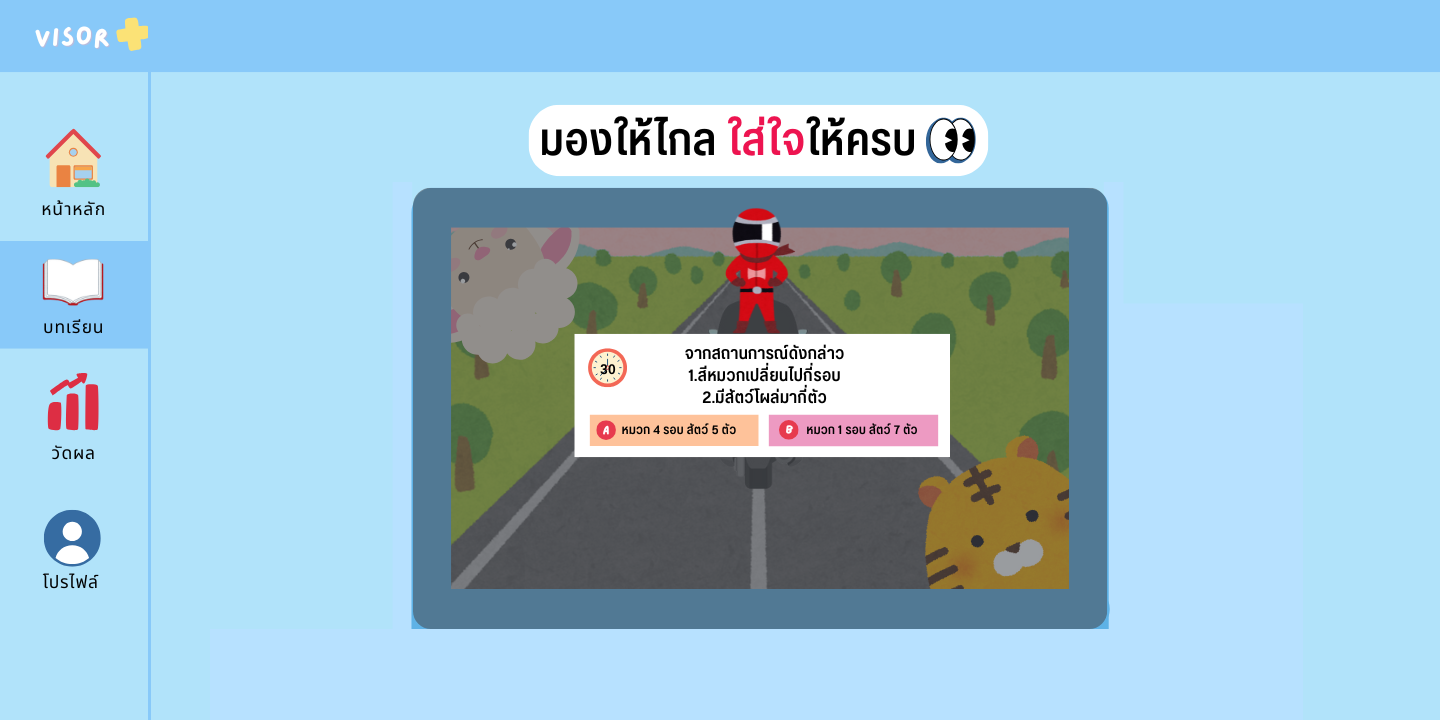 VISOR
มองให้ไกล ใส่ใจให้ครบ
หน้าหลัก
บทเรียน
วัดผล
โปรไฟล์
30
จากสถานการณ์ดังกล่าว
1.สีหมวกเปลี่ยนไปกี่รอบ
2.มีสัตว์โผล่มากี่ตัว
A หมวก 4 รอบ สัตว์ 5 ตัว
B หมวก 1 รอบ สัตว์ 7 ตัว